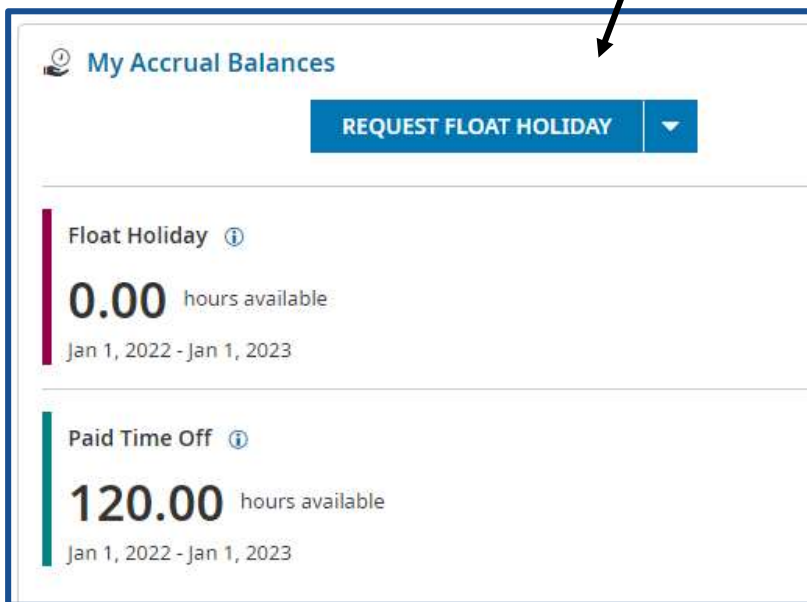 My Accrual Balances
REQUEST FLOAT HOLIDAY
Float Holiday
0.00 hours available
Jan 1, 2022 - Jan 1, 2023
Paid Time Off
120.00 hours available
Jan 1, 2022 - Jan 1, 2023